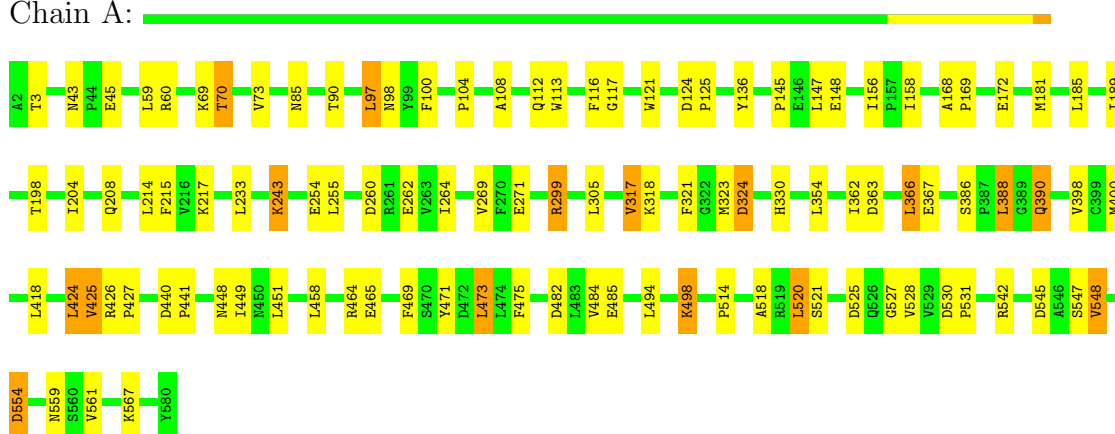 Chain A:
A2 T3 N43 P44 E45 L59 R60 K69 T70 V73 N85 T90 L97 N98 Y99 F100 P104 A108 Q112 W113 F116 G117 W121 D124 P125 Y136 P145 E146 L147 E148 I156 P157 I158 A168 P169 E172 M181 L185 I189
T198 I204 Q208 L214 F215 V216 K217 L233 K243 E254 L255 D260 R261 E262 V263 I264 V269 F270 E271 R299 L305 V317 K318 F321 G322 M323 D324 H330 L354 I362 D363 L366 E367 S386 P387 L388 G389 Q390 V398 C399 M400
L418 L424 V425 R426 P427 D440 P441 N448 I449 N450 L451 L458 R464 E465 F469 S470 Y471 D472 L473 L474 F475 D482 L483 V484 E485 L494 K498 P514 A518 R519 L520 S521 D525 Q526 G527 V528 V529 D530 P531 R542 D545 A546 S547 V548
D554 N559 S560 V561 K567 Y580